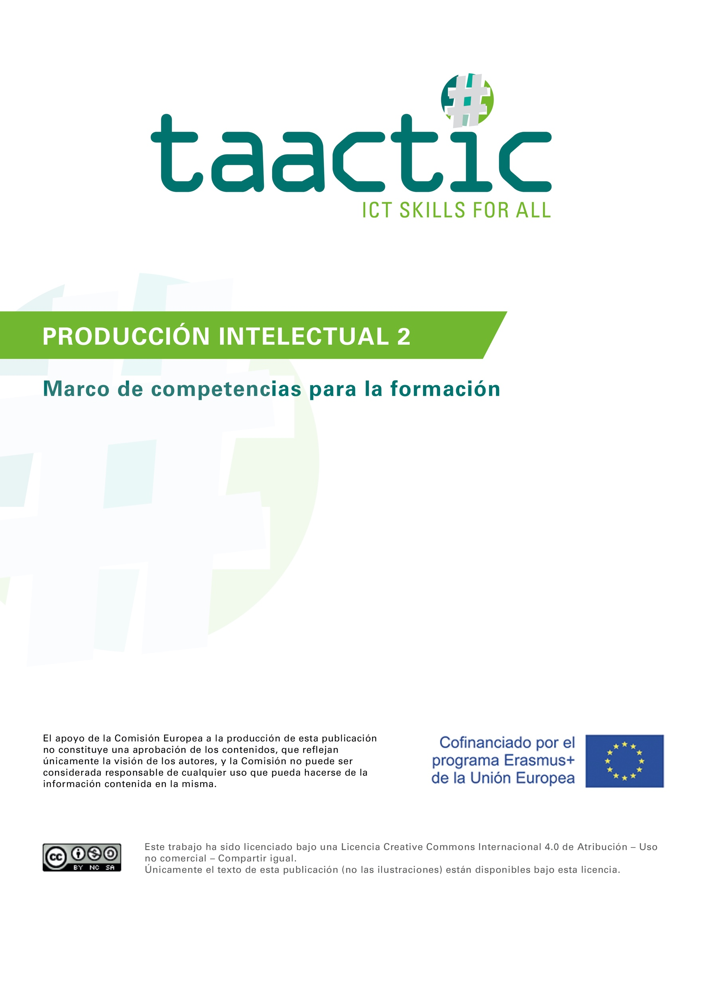 taactic
ICT SKILLS FOR ALL
PRODUCCIÓN INTELECTUAL 2
Marco de competencias para la formación
El apoyo de la Comisión Europea a la producción de esta publicación
no constituye una aprobación de los contenidos, que reflejan
únicamente la visión de los autores, y la Comisión no puede ser
considerada responsable de cualquier uso que pueda hacerse de la
información contenida en la misma.
Cofinanciado por el
programa Erasmus+
de la Unión Europea
cc
BY NC SA
Este trabajo ha sido licenciado bajo una Licencia Creative Commons Internacional 4.0 de Atribución – Uso
no comercial – Compartir igual.
Únicamente el texto de esta publicación (no las ilustraciones) están disponibles bajo esta licencia.